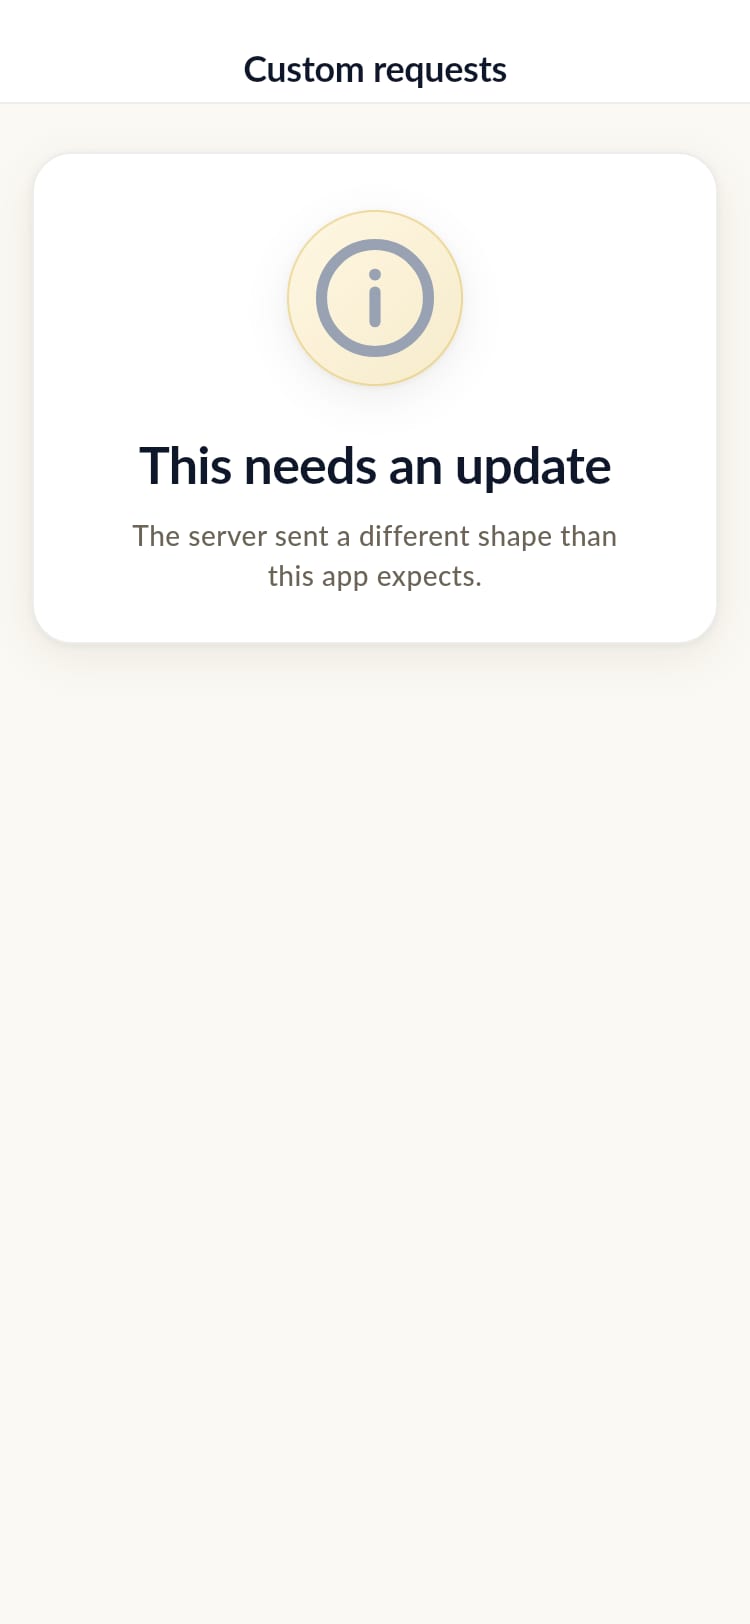 Custom requests
This needs an update
The server sent a different shape than
this app expects.